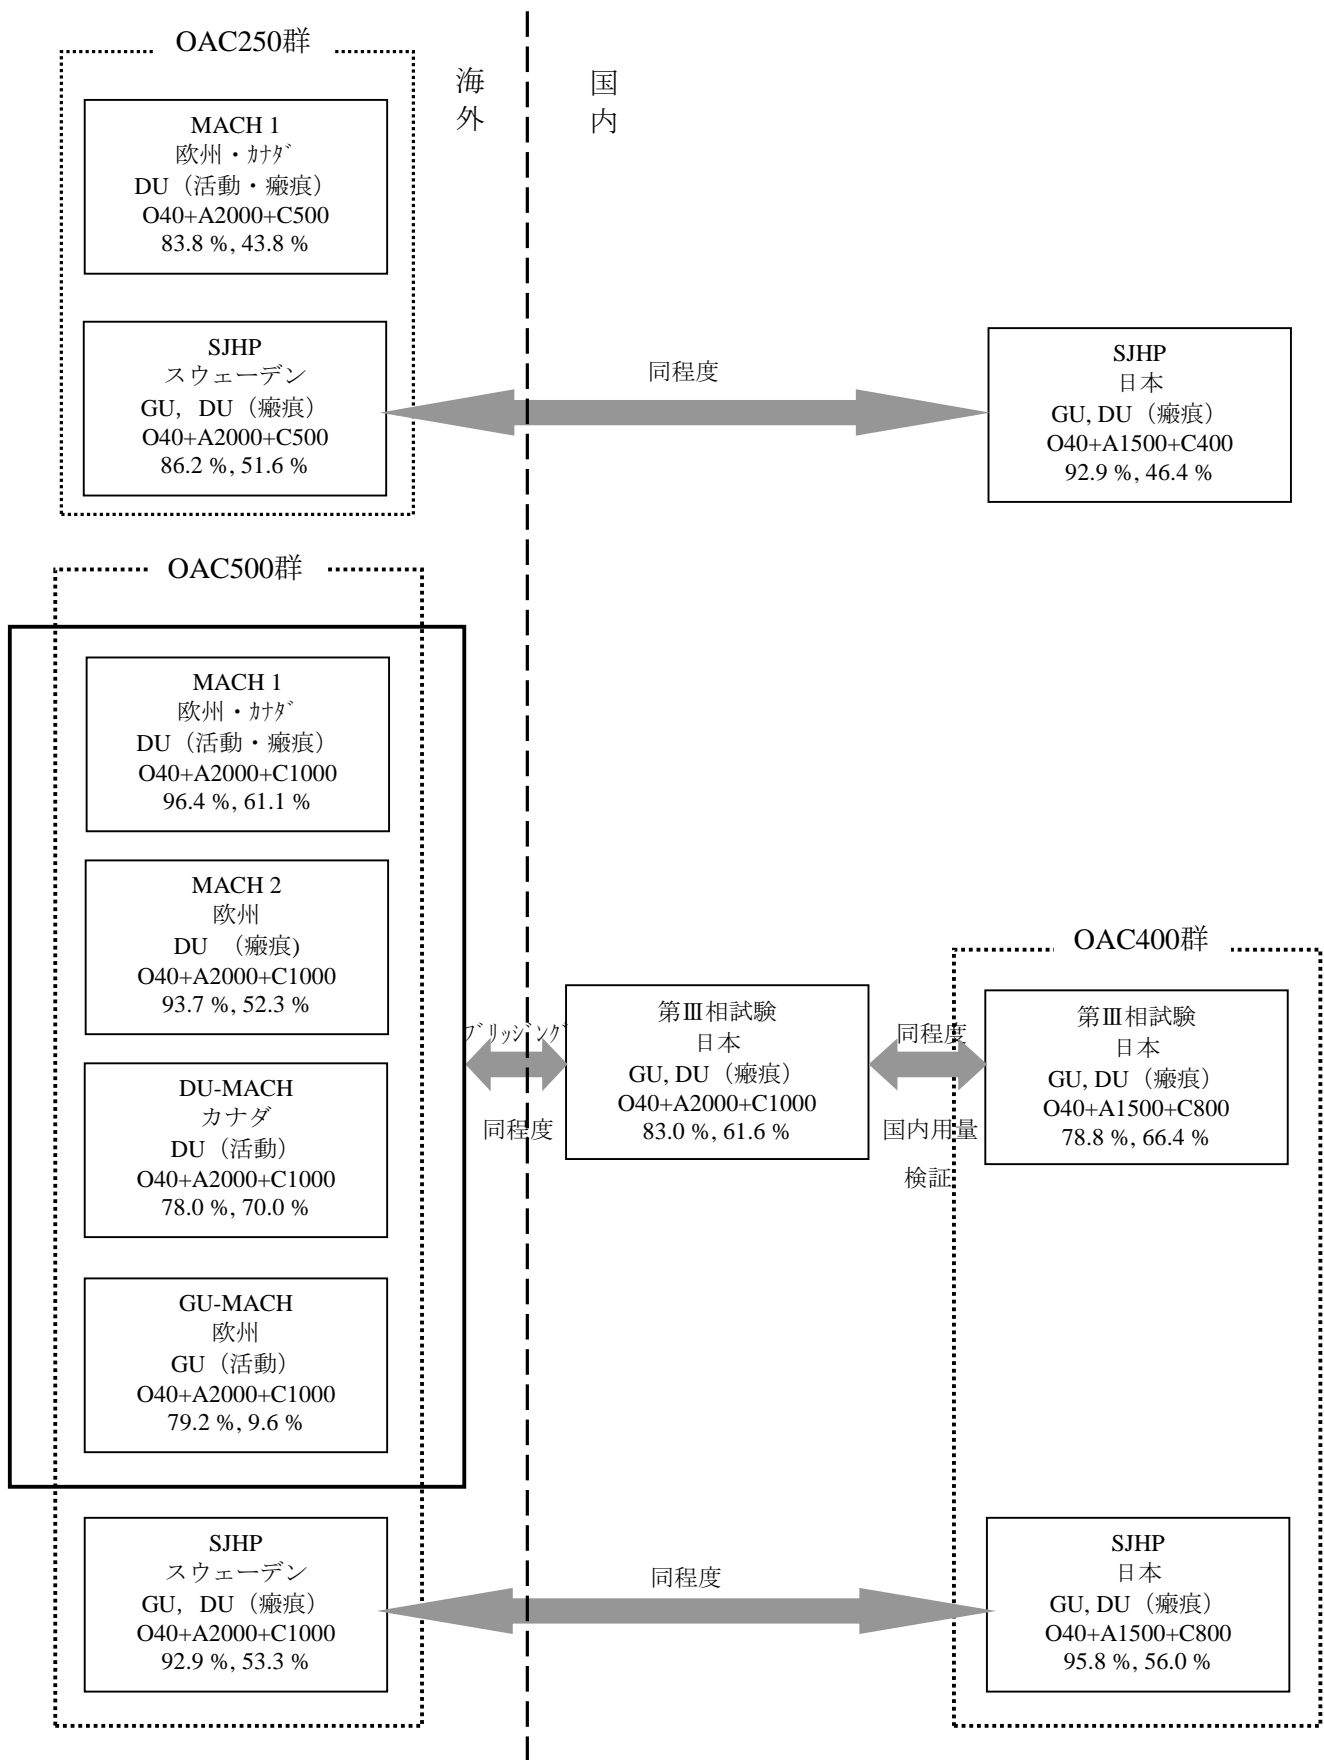 OAC250群
海外
国内
MACH 1
欧州・ｶﾅﾀﾞ
DU（活動・瘢痕）
O40+A2000+C500
83.8 %, 43.8 %
SJHP
スウェーデン
GU, DU（瘢痕）
O40+A2000+C500
86.2 %, 51.6 %
同程度
SJHP
日本
GU, DU（瘢痕）
O40+A1500+C400
92.9 %, 46.4 %
OAC500群
MACH 1
欧州・ｶﾅﾀﾞ
DU（活動・瘢痕）
O40+A2000+C1000
96.4 %, 61.1 %
MACH 2
欧州
DU （瘢痕)
O40+A2000+C1000
93.7 %, 52.3 %
DU-MACH
カナダ
DU（活動）
O40+A2000+C1000
78.0 %, 70.0 %
GU-MACH
欧州
GU（活動）
O40+A2000+C1000
79.2 %, 9.6 %
ﾌﾞﾘｯｼﾞﾝｸﾞ
同程度
第Ⅲ相試験
日本
GU, DU（瘢痕）
O40+A2000+C1000
83.0 %, 61.6 %
同程度
国内用量
検証
OAC400群
第Ⅲ相試験
日本
GU, DU（瘢痕）
O40+A1500+C800
78.8 %, 66.4 %
SJHP
スウェーデン
GU, DU（瘢痕）
O40+A2000+C1000
92.9 %, 53.3 %
同程度
SJHP
日本
GU, DU（瘢痕）
O40+A1500+C800
95.8 %, 56.0 %